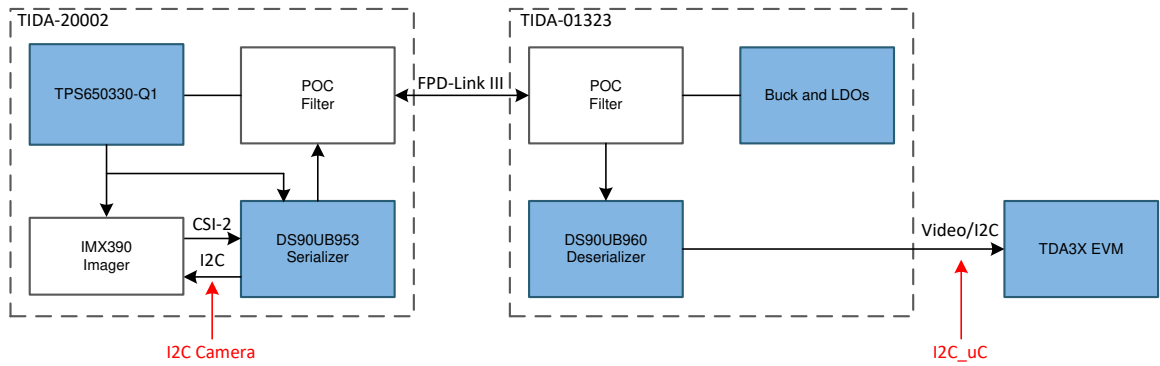 TIDA-20002
TPS650330-Q1
POC
Filter
FPD-Link III
IMX390
Imager
CSI-2
I2C
DS90UB953
Serializer
I2C Camera
TIDA-01323
POC
Filter
Buck and LDOs
DS90UB960
Deserializer
Video/I2C
TDA3X EVM
I2C_uC